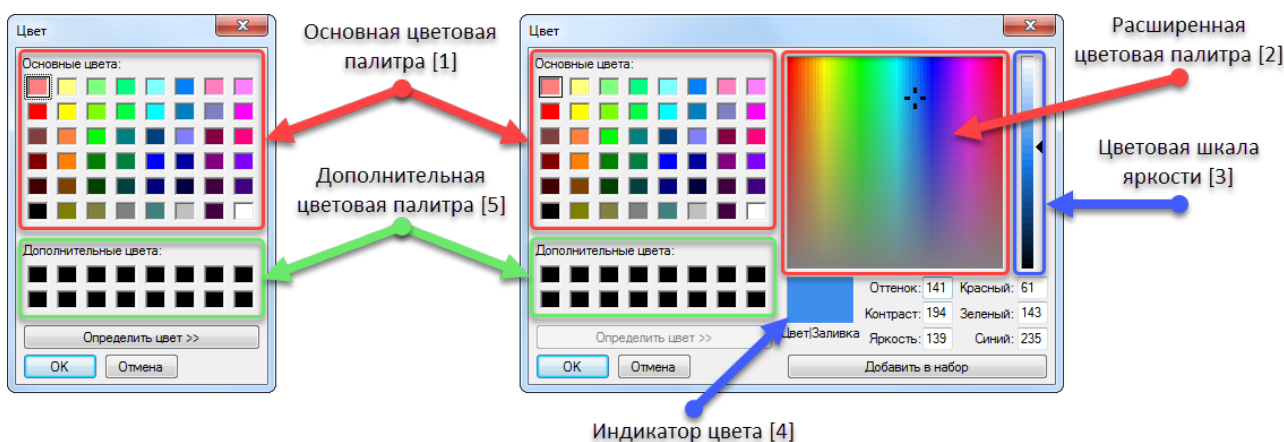 Цвет
Основные цвета:
Дополнительные цвета:
Определить цвет >>
OK
Отмена
Основная цветовая
палитра [1]
Дополнительная
цветовая палитра [5]
Цвет
Основные цвета:
Дополнительные цвета:
Определить цвет >>
OK
Отмена
Цвет|Заливка
Оттенок: 141 Красный: 61
Контраст: 194 Зеленый: 143
Яркость: 139 Синий: 235
Добавить в набор
Расширенная
цветовая палитра [2]
Цветовая шкала
яркости [3]
Индикатор цвета [4]